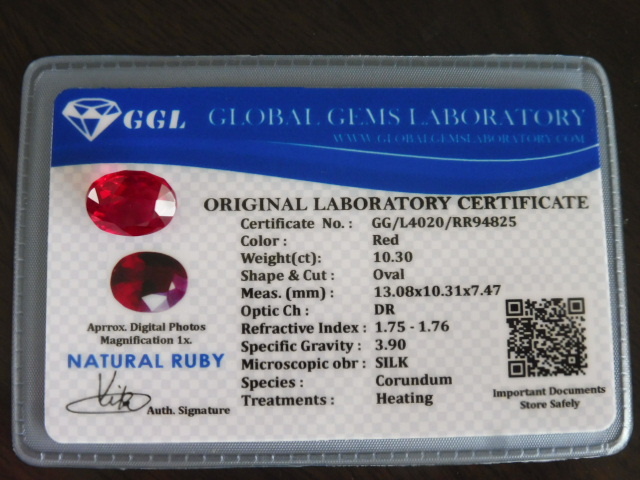 GGL GLOBAL GEMS LABORATORY
WWW.GLOBALGEMSLABORATORY.COM
ORIGINAL LABORATORY CERTIFICATE
Certificate No. : GG/L4020/RR94825
Color : Red
Weight(ct): 10.30
Shape & Cut : Oval
Meas. (mm) : 13.08x10.31x7.47
Optic Ch : DR
Refractive Index : 1.75 - 1.76
Specific Gravity : 3.90
Microscopic obr : SILK
Species : Corundum
Treatments : Heating
Aprrox. Digital Photos
Magnification 1x.
NATURAL RUBY
Auth. Signature
Important Documents
Store Safely